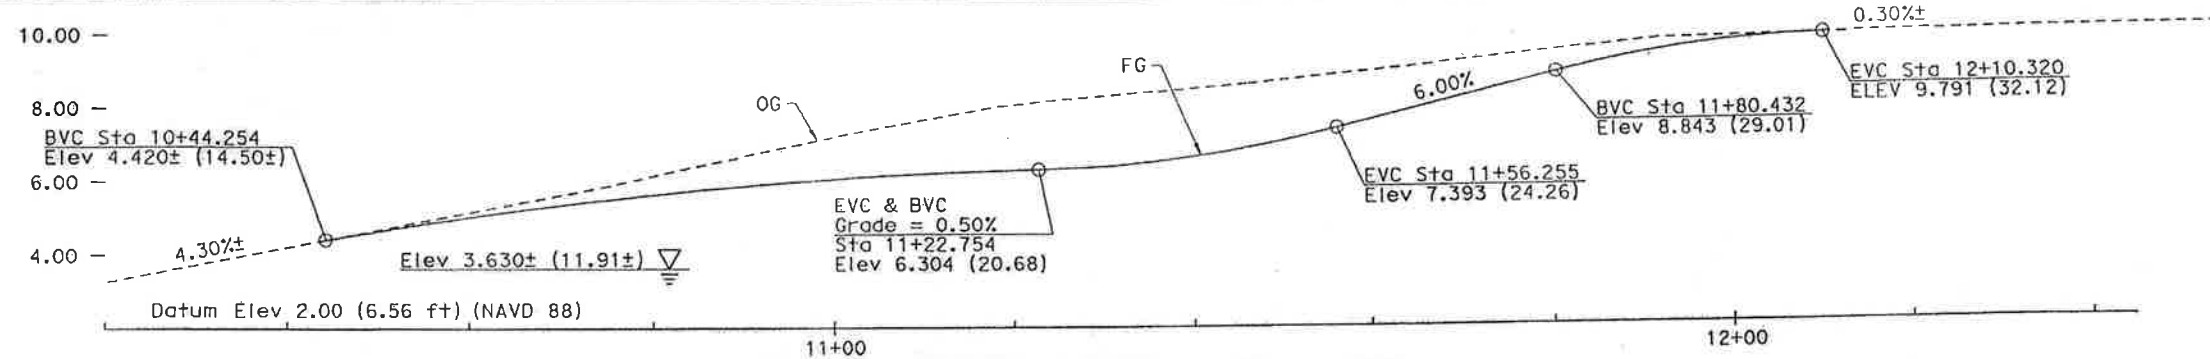 10.00
8.00
6.00
4.00
BVC Sta 10+44.254
Elev 4.420± (14.50±)
4.30%±
Elev 3.630± (11.91±)
Datum Elev 2.00 (6.56 ft) (NAVD 88)
OG
EVC & BVC
Grade = 0.50%
Sta 11+22.754
Elev 6.304 (20.68)
FG
6.00%
EVC Sta 11+56.255
Elev 7.393 (24.26)
BVC Sta 11+80.432
Elev 8.843 (29.01)
0.30%±
EVC Sta 12+10.320
ELEV 9.791 (32.12)
11+00
12+00